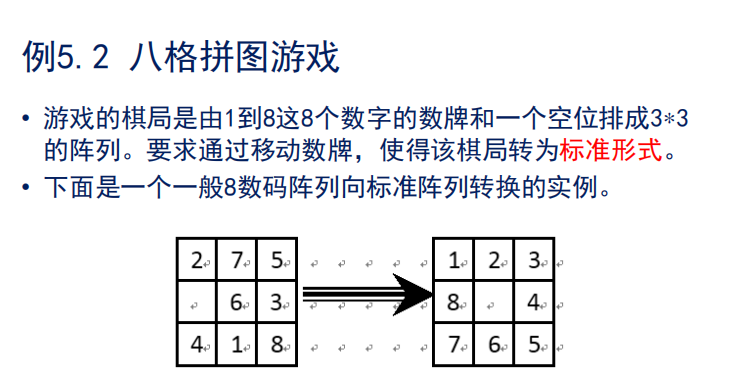 例5.2 八格拼图游戏
• 游戏的棋局是由1到8这8个数字的数牌和一个空位排成3*3
的阵列。要求通过移动数牌，使得该棋局转为标准形式。
• 下面是一个一般8数码阵列向标准阵列转换的实例。
2 7 5 1 2 3
6 3 8 4
4 1 8 7 6 5